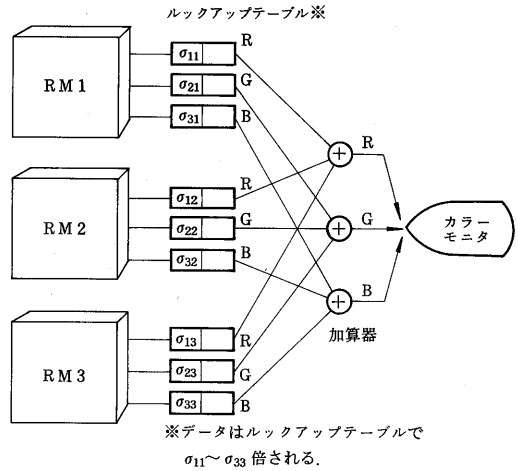 ルックアップテーブル※
RM1
σ11
R
σ21
G
σ31
B
R
G
カラー
モニタ
B
加算器
RM2
σ12
R
σ22
G
σ32
B
RM3
σ13
R
σ23
G
σ33
B
※データはルックアップテーブルで
σ11～σ33 倍される.